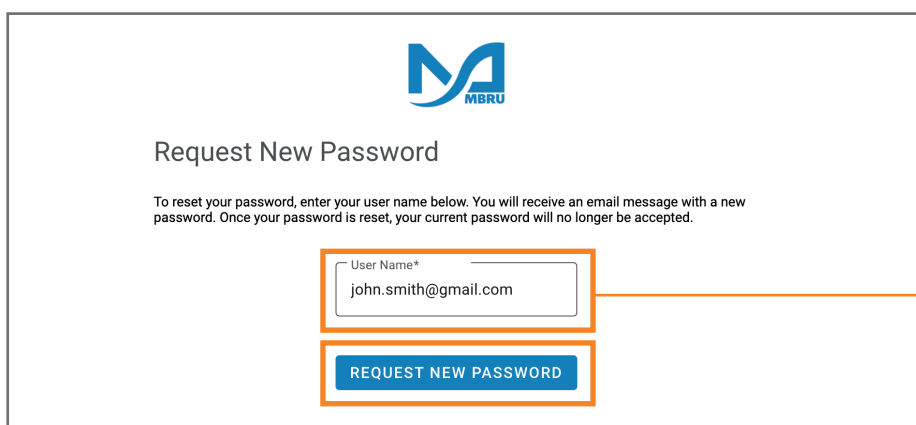 MBRU
Request New Password
To reset your password, enter your user name below. You will receive an email message with a new
password. Once your password is reset, your current password will no longer be accepted.
User Name*
john.smith@gmail.com
REQUEST NEW PASSWORD